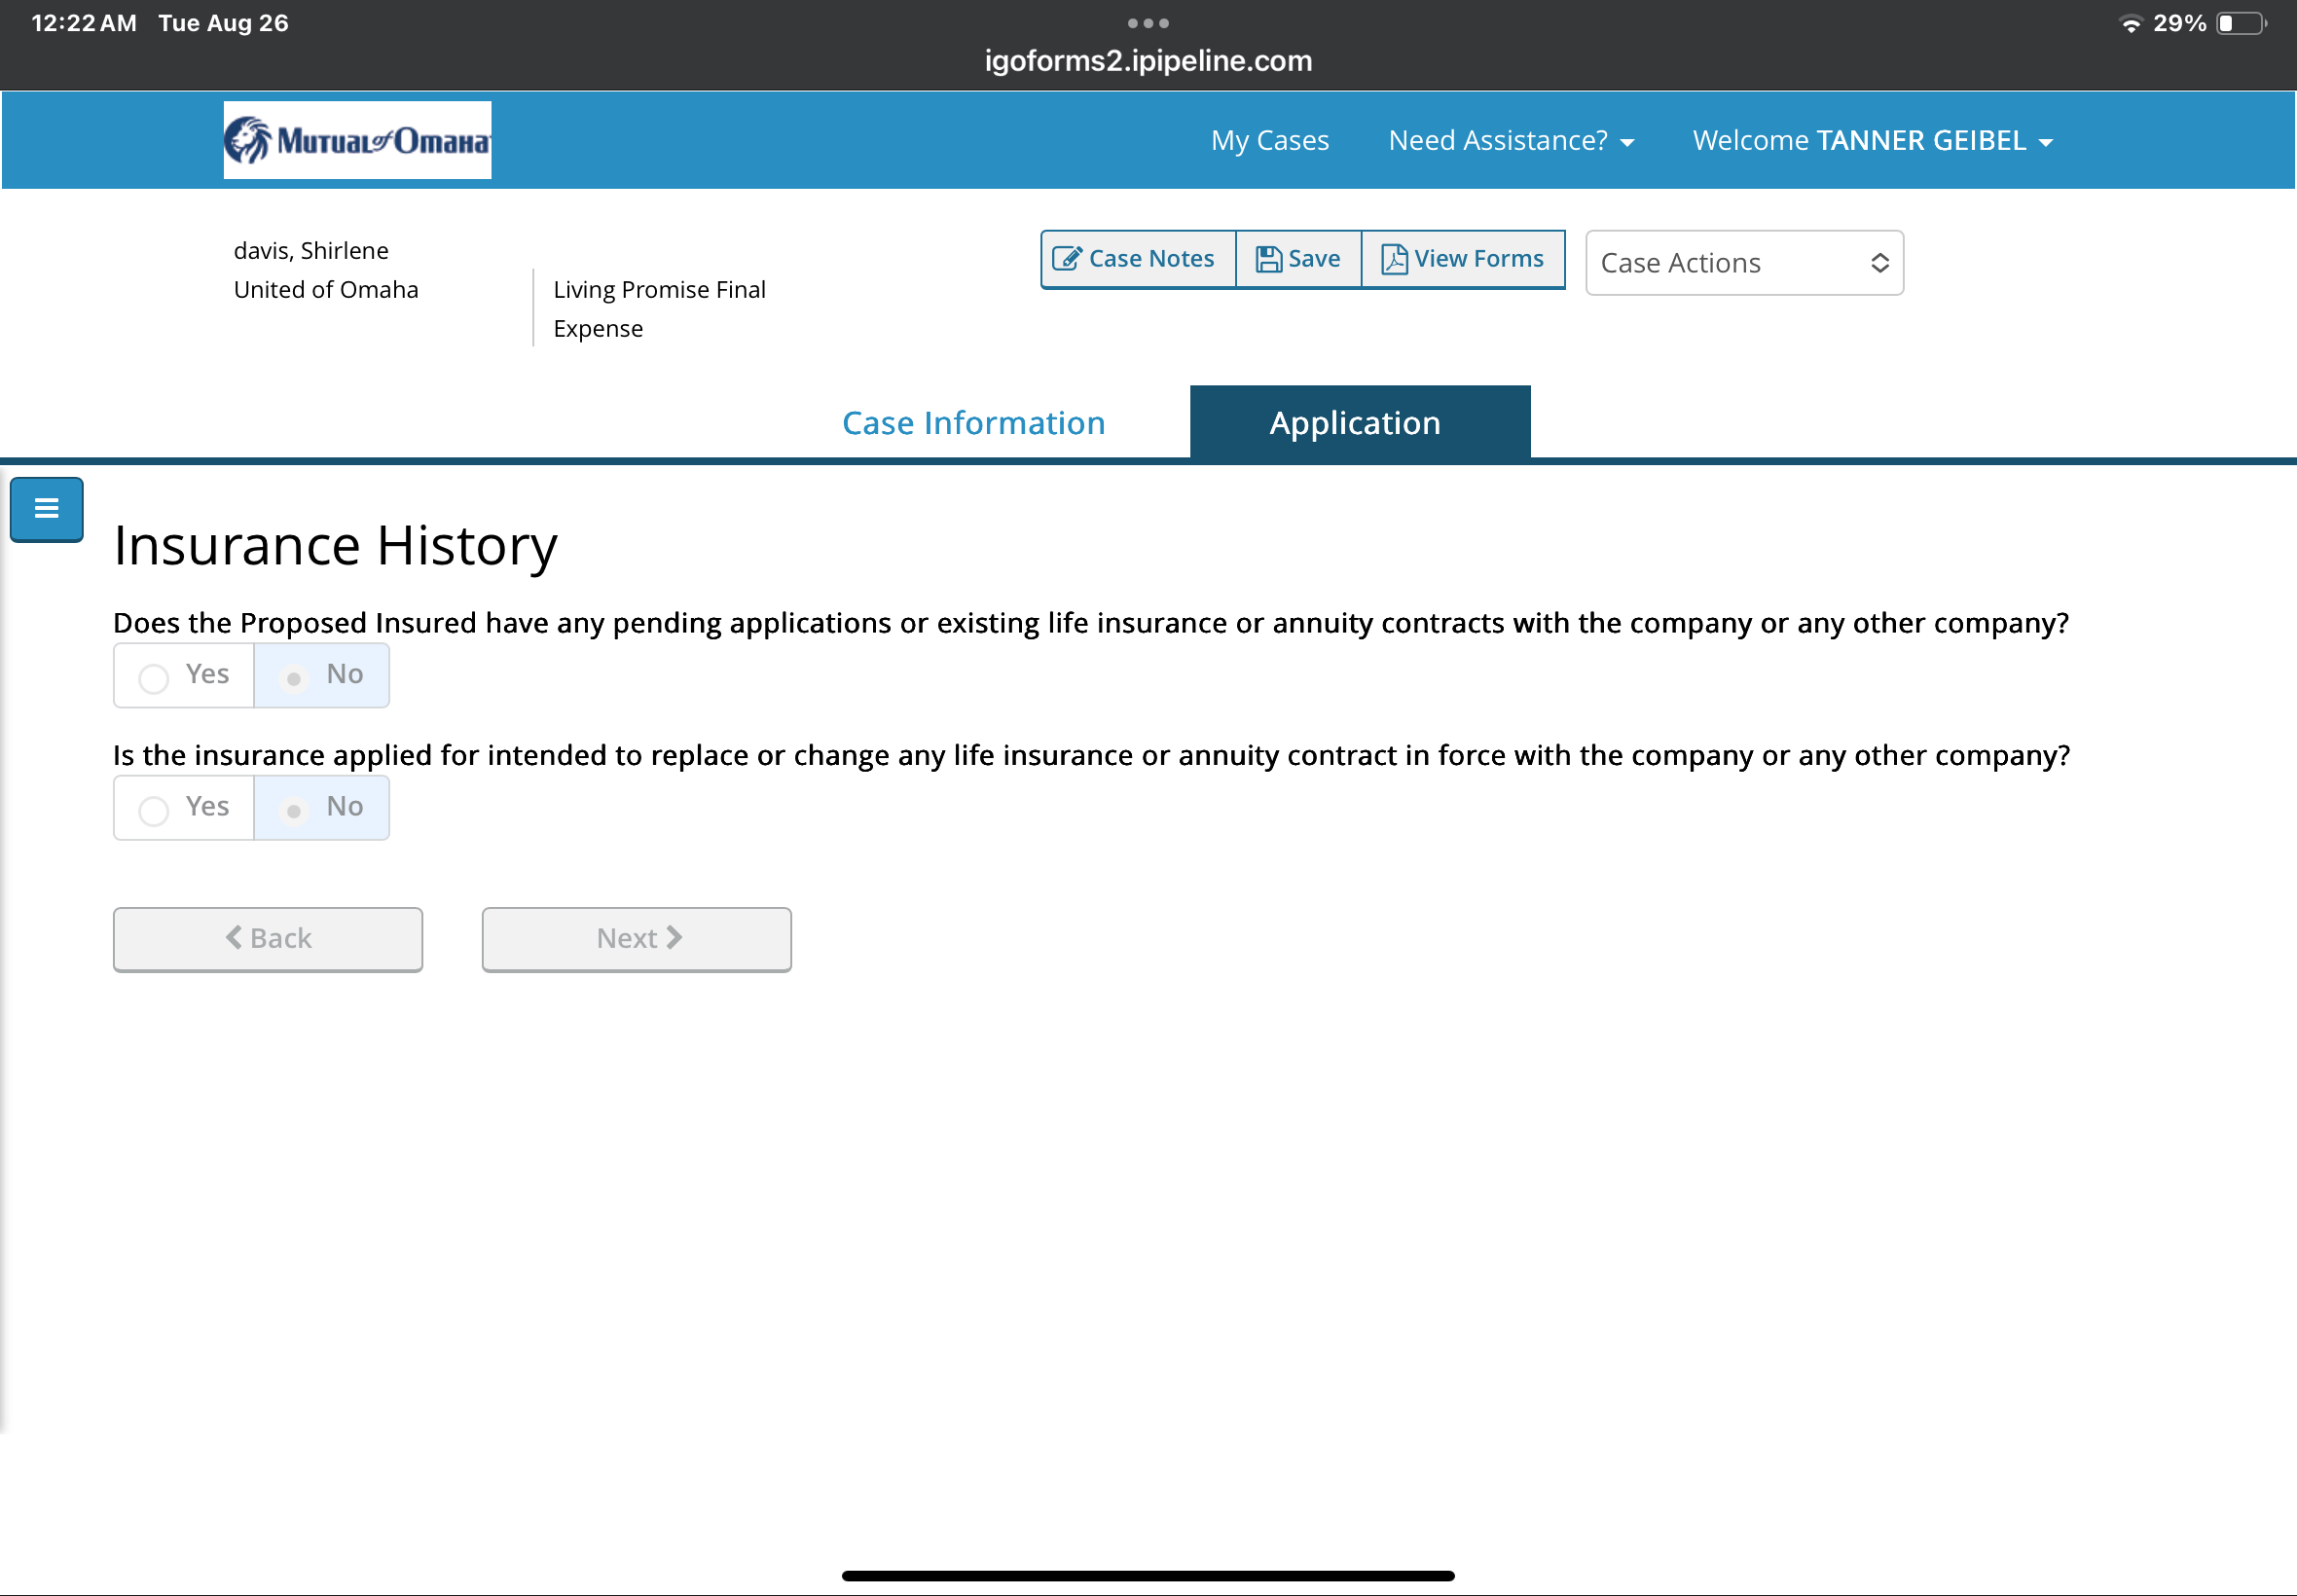 12:22 AM Tue Aug 26
29%
igoforms2.ipipeline.com
Mutual of Omaha
My Cases
Need Assistance?
Welcome TANNER GEIBEL
davis, Shirlene
United of Omaha
Living Promise Final
Expense
Case Notes
Save
View Forms
Case Actions
Case Information
Application
Insurance History
Does the Proposed Insured have any pending applications or existing life insurance or annuity contracts with the company or any other company?
Yes
No
Is the insurance applied for intended to replace or change any life insurance or annuity contract in force with the company or any other company?
Yes
No
Back
Next